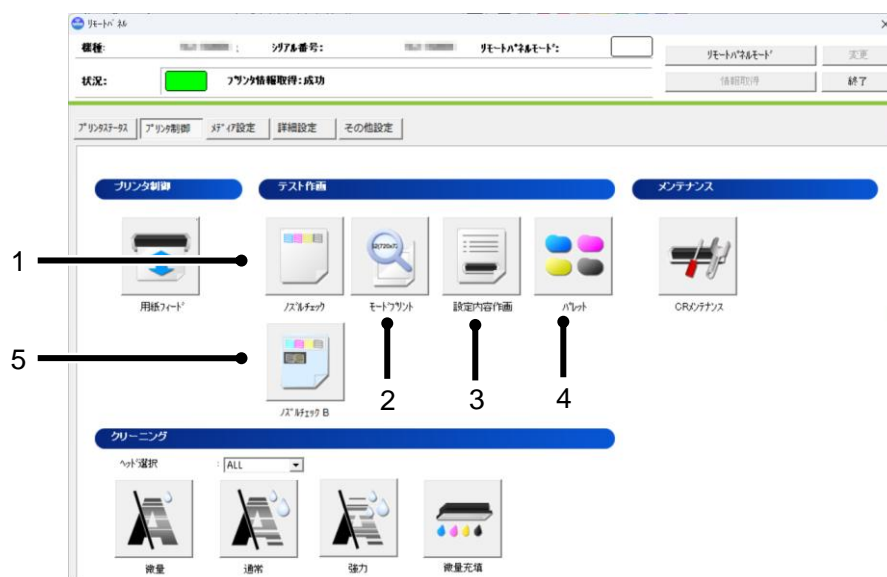 リモートパネル
機種:
シリアル番号:
リモートパネルモード:
リモートパネルモード
変更
状況:
プリンタ情報取得:成功
情報取得
終了
プリンタステータス
プリンタ制御
メディア設定
詳細設定
その他設定
プリンタ制御
テスト作画
メンテナンス
1
用紙フィード
ノズルチェック
モードプリント
設定内容作画
パレット
CRメンテナンス
5
2
3
4
ノズルチェック B
クリーニング
ヘッド選択
:
ALL
微量
通常
強力
微量充填